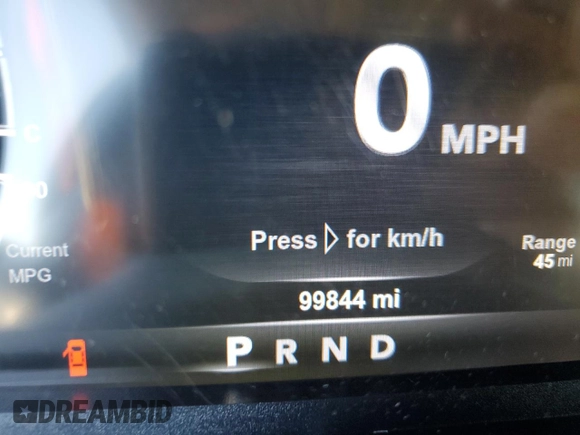 0 MPH
C
Press ▷ for km/h
Current
MPG
Range
45 mi
99844 mi
P R N D
DREAMBID